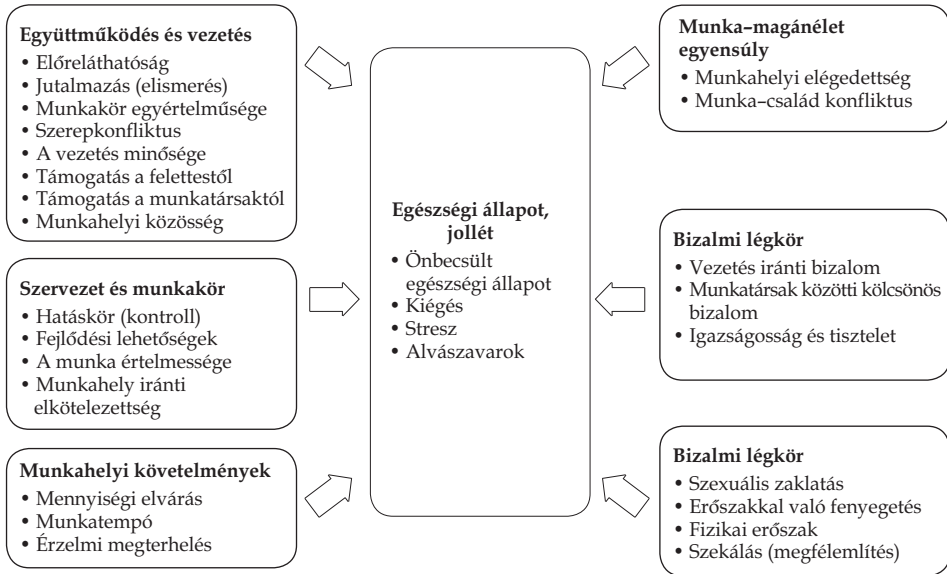 Együttműködés és vezetés
• Előreláthatóság
• Jutalmazás (elismerés)
• Munkakör egyértelműsége
• Szerepkonfliktus
• A vezetés minősége
• Támogatás a felettestől
• Támogatás a munkatársaktól
• Munkahelyi közösség
Szervezet és munkakör
• Hatáskör (kontroll)
• Fejlődési lehetőségek
• A munka értelmessége
• Munkahely iránti
elkötelezettség
Munkahelyi követelmények
• Mennyiségi elvárás
• Munkatempó
• Érzelmi megterhelés
Egészségi állapot,
jollét
• Önbecsült
egészségi állapot
• Kiégés
• Stresz
• Alvászavarok
Munka–magánélet
egyensúly
• Munkahelyi elégedettség
• Munka–család konfliktus
Bizalmi légkör
• Vezetés iránti bizalom
• Munkatársak közötti kölcsönös
bizalom
• Igazságosság és tisztelet
Bizalmi légkör
• Szexuális zaklatás
• Erőszakkal való fenyegetés
• Fizikai erőszak
• Szekálás (megfélemlítés)